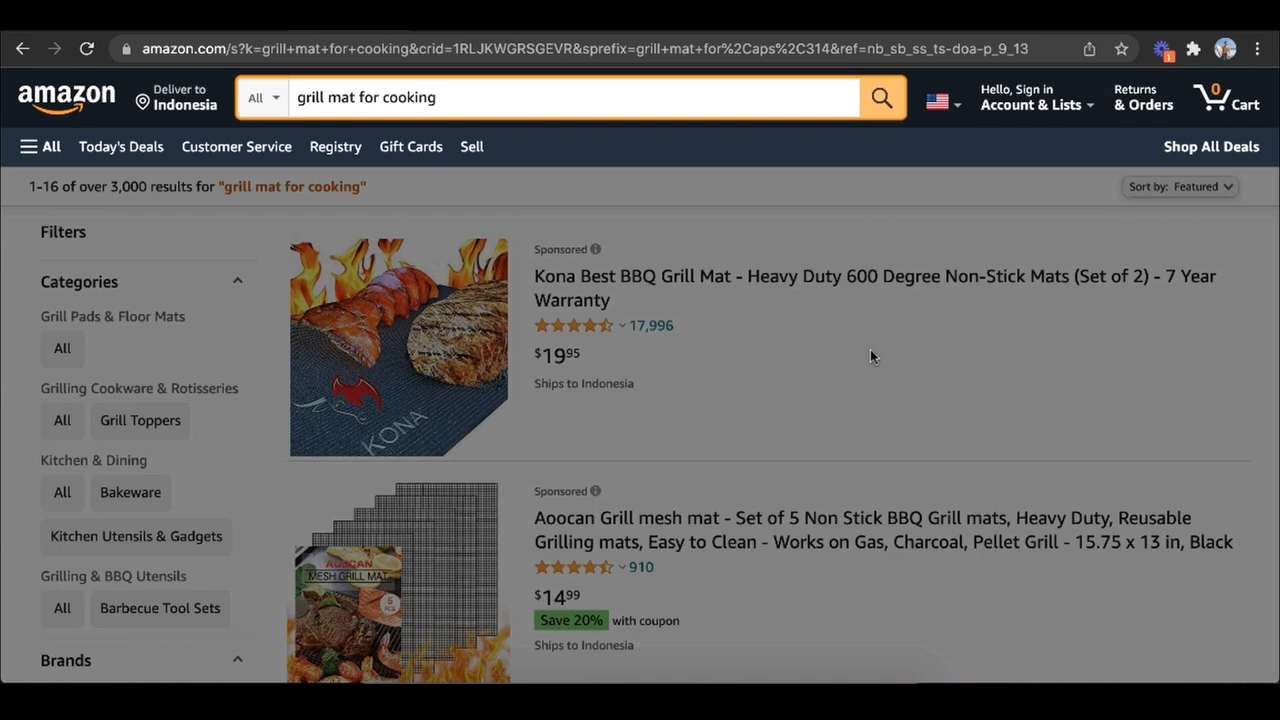 amazon.com/s?k=grill+mat+for+cooking&crid=1RLJKWGRSGEVR&sprefix=grill+mat+for%2Caps%2C314&ref=nb_sb_ss_ts-doa-p_9_13
1
amazon
Deliver to
Indonesia
All
grill mat for cooking
Hello, Sign in
Account & Lists
Returns
& Orders
0
Cart
All
Today's Deals
Customer Service
Registry
Gift Cards
Sell
Shop All Deals
1-16 of over 3,000 results for "grill mat for cooking"
Sort by: Featured
Filters
Categories
Grill Pads & Floor Mats
All
Grilling Cookware & Rotisseries
All
Grill Toppers
Kitchen & Dining
All
Bakeware
Kitchen Utensils & Gadgets
Grilling & BBQ Utensils
All
Barbecue Tool Sets
Brands
KONA
Sponsored
Kona Best BBQ Grill Mat - Heavy Duty 600 Degree Non-Stick Mats (Set of 2) - 7 Year
Warranty
17,996
$1995
Ships to Indonesia
AOOCAN
MESH GRILL MAT
5
PCS
Sponsored
Aoocan Grill mesh mat - Set of 5 Non Stick BBQ Grill mats, Heavy Duty, Reusable
Grilling mats, Easy to Clean - Works on Gas, Charcoal, Pellet Grill - 15.75 x 13 in, Black
910
$1499
Save 20% with coupon
Ships to Indonesia